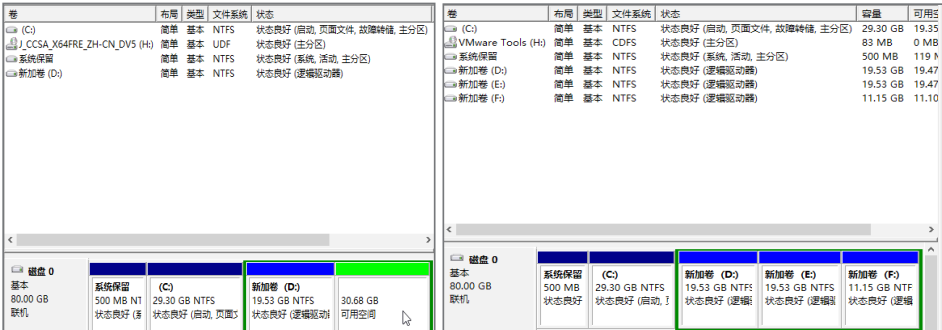 卷 布局 类型 文件系统 状态
(C:) 简单 基本 NTFS 状态良好 (启动, 页面文件, 故障转储, 主分区)
J_CCSA_X64FRE_ZH-CN_DV5 (H:) 简单 基本 UDF 状态良好 (主分区)
系统保留 简单 基本 NTFS 状态良好 (系统, 活动, 主分区)
新加卷 (D:) 简单 基本 NTFS 状态良好 (逻辑驱动器)
磁盘 0
基本
80.00 GB
联机
系统保留
500 MB NT
状态良好 (系
(C:)
29.30 GB NTFS
状态良好 (启动, 页面文
新加卷 (D:)
19.53 GB NTFS
状态良好 (逻辑驱动
30.68 GB
可用空间
卷 布局 类型 文件系统 状态 容量 可用空
(C:) 简单 基本 NTFS 状态良好 (启动, 页面文件, 故障转储, 主分区) 29.30 GB 19.35
VMware Tools (H:) 简单 基本 CDFS 状态良好 (主分区) 83 MB 0 MB
系统保留 简单 基本 NTFS 状态良好 (系统, 活动, 主分区) 500 MB 119 M
新加卷 (D:) 简单 基本 NTFS 状态良好 (逻辑驱动器) 19.53 GB 19.47
新加卷 (E:) 简单 基本 NTFS 状态良好 (逻辑驱动器) 19.53 GB 19.47
新加卷 (F:) 简单 基本 NTFS 状态良好 (逻辑驱动器) 11.15 GB 11.10
磁盘 0
基本
80.00 GB
联机
系统保留
500 MB
状态良好
(C:)
29.30 GB NTFS
状态良好 (启动, 页
新加卷 (D:)
19.53 GB NTFS
状态良好 (逻辑
新加卷 (E:)
19.53 GB NTFS
状态良好 (逻辑
新加卷 (F:)
11.15 GB NTF
状态良好 (逻辑